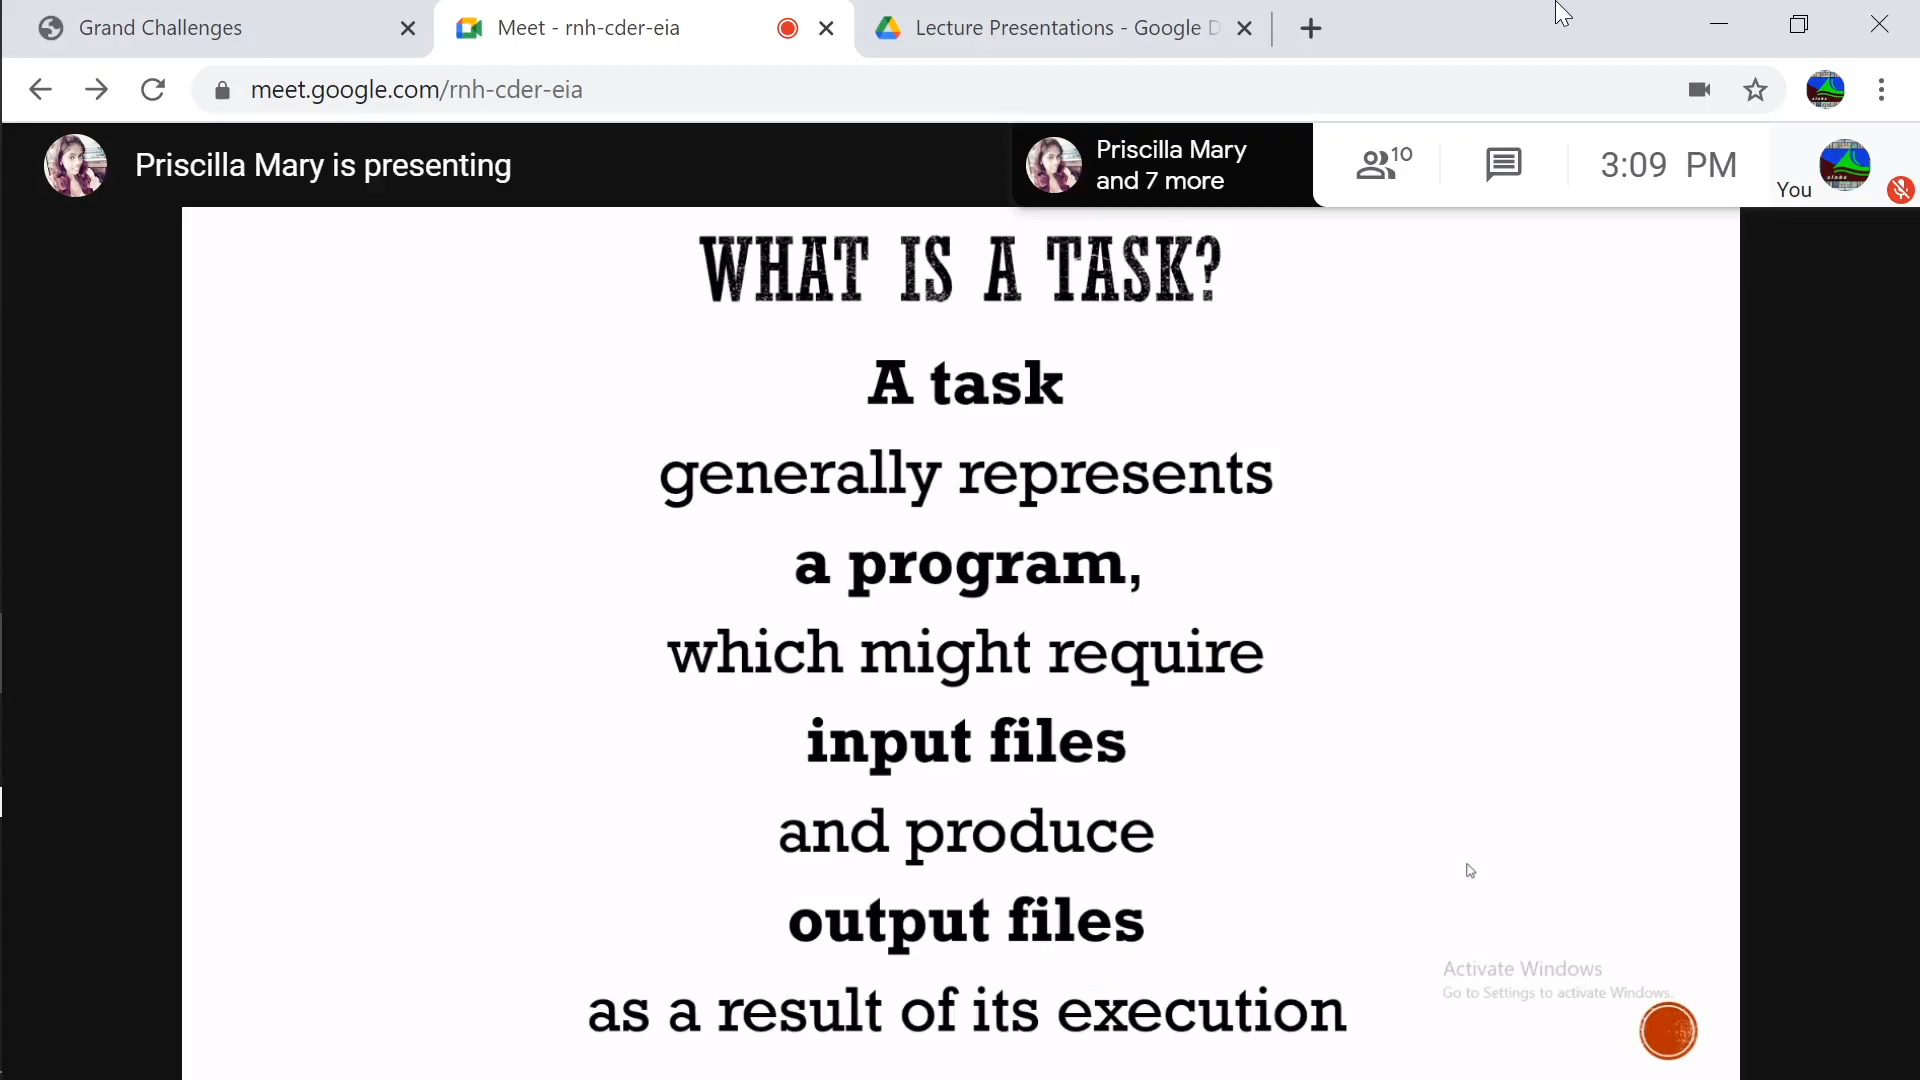 Grand Challenges
Meet - rnh-cder-eia
Lecture Presentations - Google D
meet.google.com/rnh-cder-eia
Priscilla Mary is presenting
Priscilla Mary
and 7 more
10
3:09 PM
You
WHAT IS A TASK?
A task
generally represents
a program,
which might require
input files
and produce
output files
as a result of its execution
Activate Windows
Go to Settings to activate Windows.